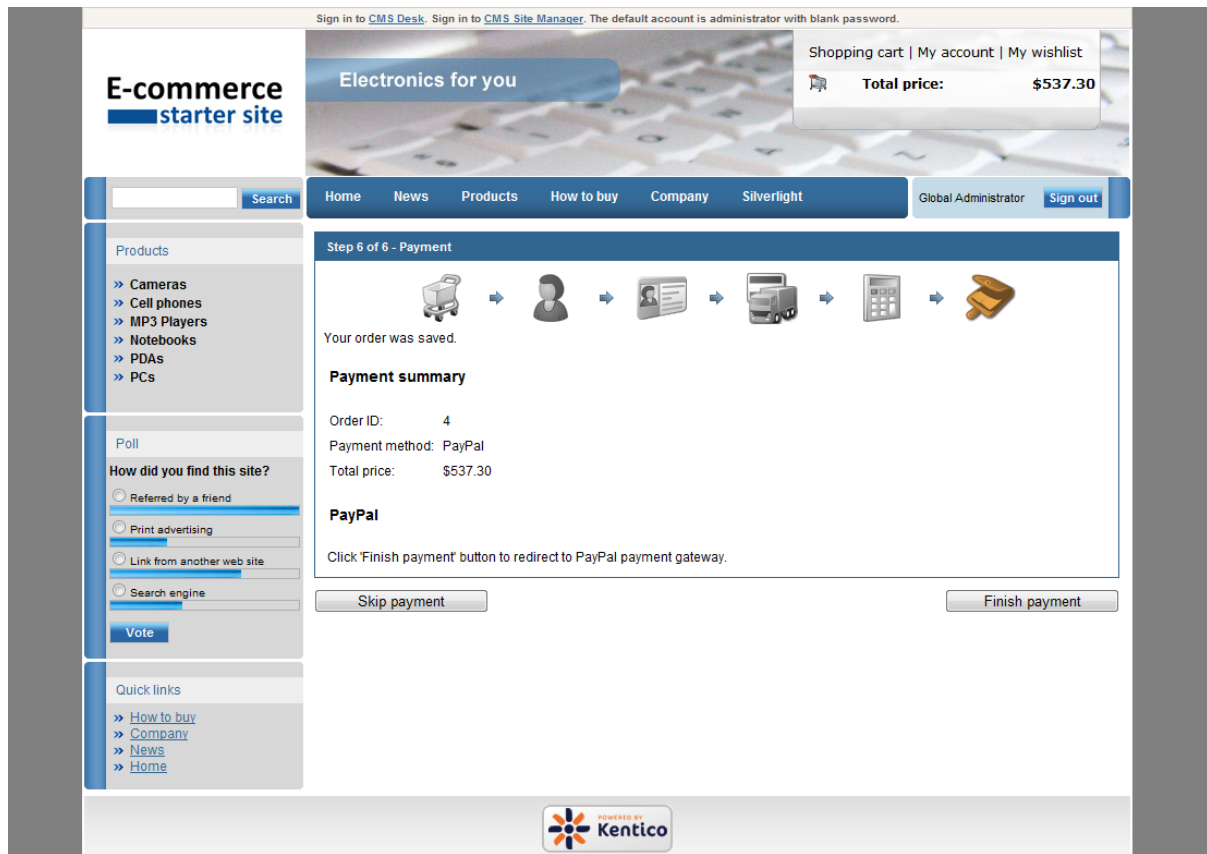 Sign in to CMS Desk. Sign in to CMS Site Manager. The default account is administrator with blank password.
E-commerce
starter site
Electronics for you
Shopping cart | My account | My wishlist
Total price: $537.30
Search
Home News Products How to buy Company Silverlight
Global Administrator Sign out
Products
» Cameras
» Cell phones
» MP3 Players
» Notebooks
» PDAs
» PCs
Poll
How did you find this site?
Referred by a friend
Print advertising
Link from another web site
Search engine
Vote
Quick links
» How to buy
» Company
» News
» Home
Step 6 of 6 - Payment
Your order was saved.
Payment summary
Order ID: 4
Payment method: PayPal
Total price: $537.30
PayPal
Click 'Finish payment' button to redirect to PayPal payment gateway.
Skip payment Finish payment
POWERED BY
Kentico